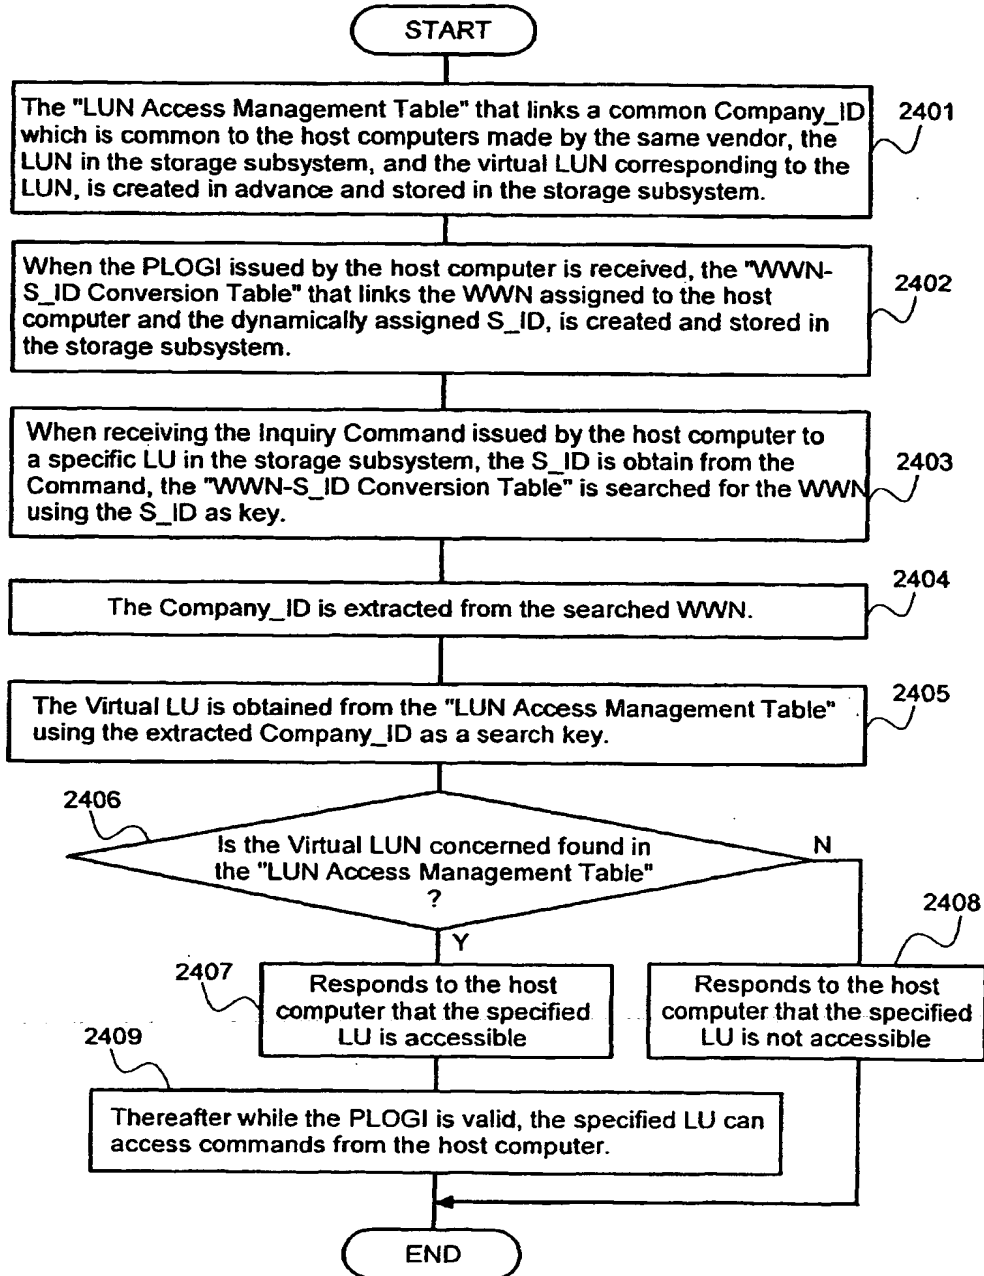 START
The "LUN Access Management Table" that links a common Company_ID
which is common to the host computers made by the same vendor, the
LUN in the storage subsystem, and the virtual LUN corresponding to the
LUN, is created in advance and stored in the storage subsystem.
2401
When the PLOGI issued by the host computer is received, the "WWN-
S_ID Conversion Table" that links the WWN assigned to the host
computer and the dynamically assigned S_ID, is created and stored in
the storage subsystem.
2402
When receiving the Inquiry Command issued by the host computer to
a specific LU in the storage subsystem, the S_ID is obtain from the
Command, the "WWN-S_ID Conversion Table" is searched for the WWN
using the S_ID as key.
2403
The Company_ID is extracted from the searched WWN.
2404
The Virtual LU is obtained from the "LUN Access Management Table"
using the extracted Company_ID as a search key.
2405
2406
Is the Virtual LUN concerned found in
the "LUN Access Management Table"
?
N
Y
2407
Responds to the host
computer that the specified
LU is accessible
2408
Responds to the host
computer that the specified
LU is not accessible
2409
Thereafter while the PLOGI is valid, the specified LU can
access commands from the host computer.
END